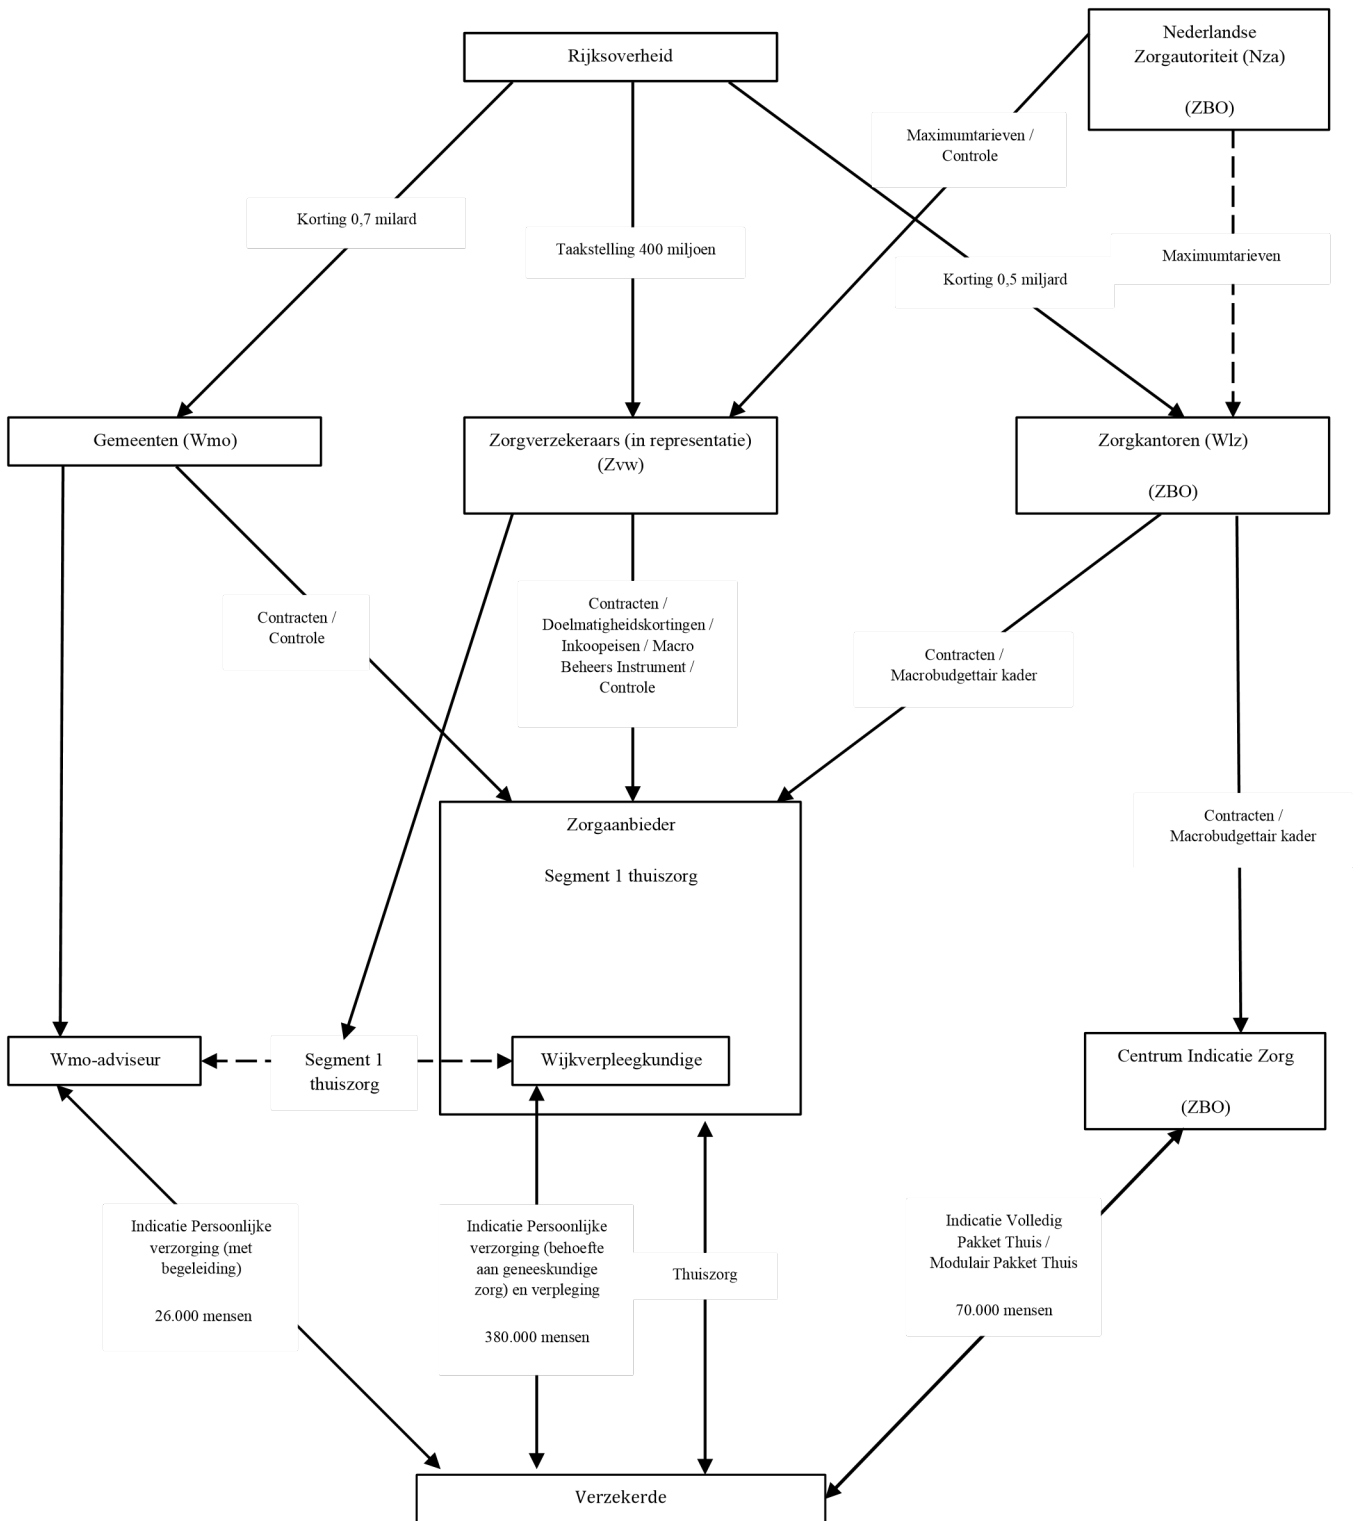 Rijksoverheid
Nederlandse
Zorgautoriteit (Nza)
(ZBO)
Maximumtarieven /
Controle
Korting 0,7 milard
Taakstelling 400 miljoen
Korting 0,5 miljard
Maximumtarieven
Gemeenten (Wmo)
Zorgverzekeraars (in representatie)
(Zvw)
Zorgkantoren (Wlz)
(ZBO)
Contracten /
Controle
Contracten /
Doelmatigheidskortingen /
Inkoopeisen / Macro
Beheers Instrument /
Controle
Contracten /
Macrobudgettair kader
Contracten /
Macrobudgettair kader
Zorgaanbieder
Segment 1 thuiszorg
Wmo-adviseur
Segment 1
thuiszorg
Wijkverpleegkundige
Centrum Indicatie Zorg
(ZBO)
Indicatie Persoonlijke
verzorging (met
begeleiding)
26.000 mensen
Indicatie Persoonlijke
verzorging (behoefte
aan geneeskundige
zorg) en verpleging
380.000 mensen
Thuiszorg
Indicatie Volledig
Pakket Thuis /
Modulair Pakket Thuis
70.000 mensen
Verzekerde